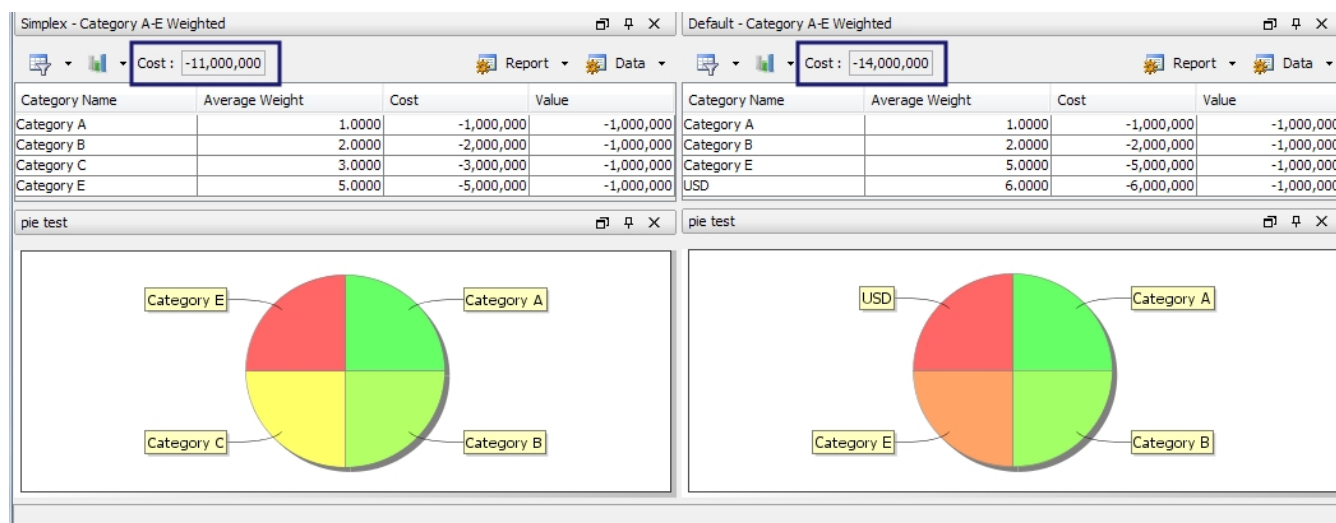 Simplex - Category A-E Weighted
Cost : -11,000,000 Report Data
Category Name Average Weight Cost Value
Category A 1.0000 -1,000,000 -1,000,000
Category B 2.0000 -2,000,000 -1,000,000
Category C 3.0000 -3,000,000 -1,000,000
Category E 5.0000 -5,000,000 -1,000,000
pie test
Category E Category A
Category C Category B
Default - Category A-E Weighted
Cost : -14,000,000 Report Data
Category Name Average Weight Cost Value
Category A 1.0000 -1,000,000 -1,000,000
Category B 2.0000 -2,000,000 -1,000,000
Category E 5.0000 -5,000,000 -1,000,000
USD 6.0000 -6,000,000 -1,000,000
pie test
USD Category A
Category E Category B